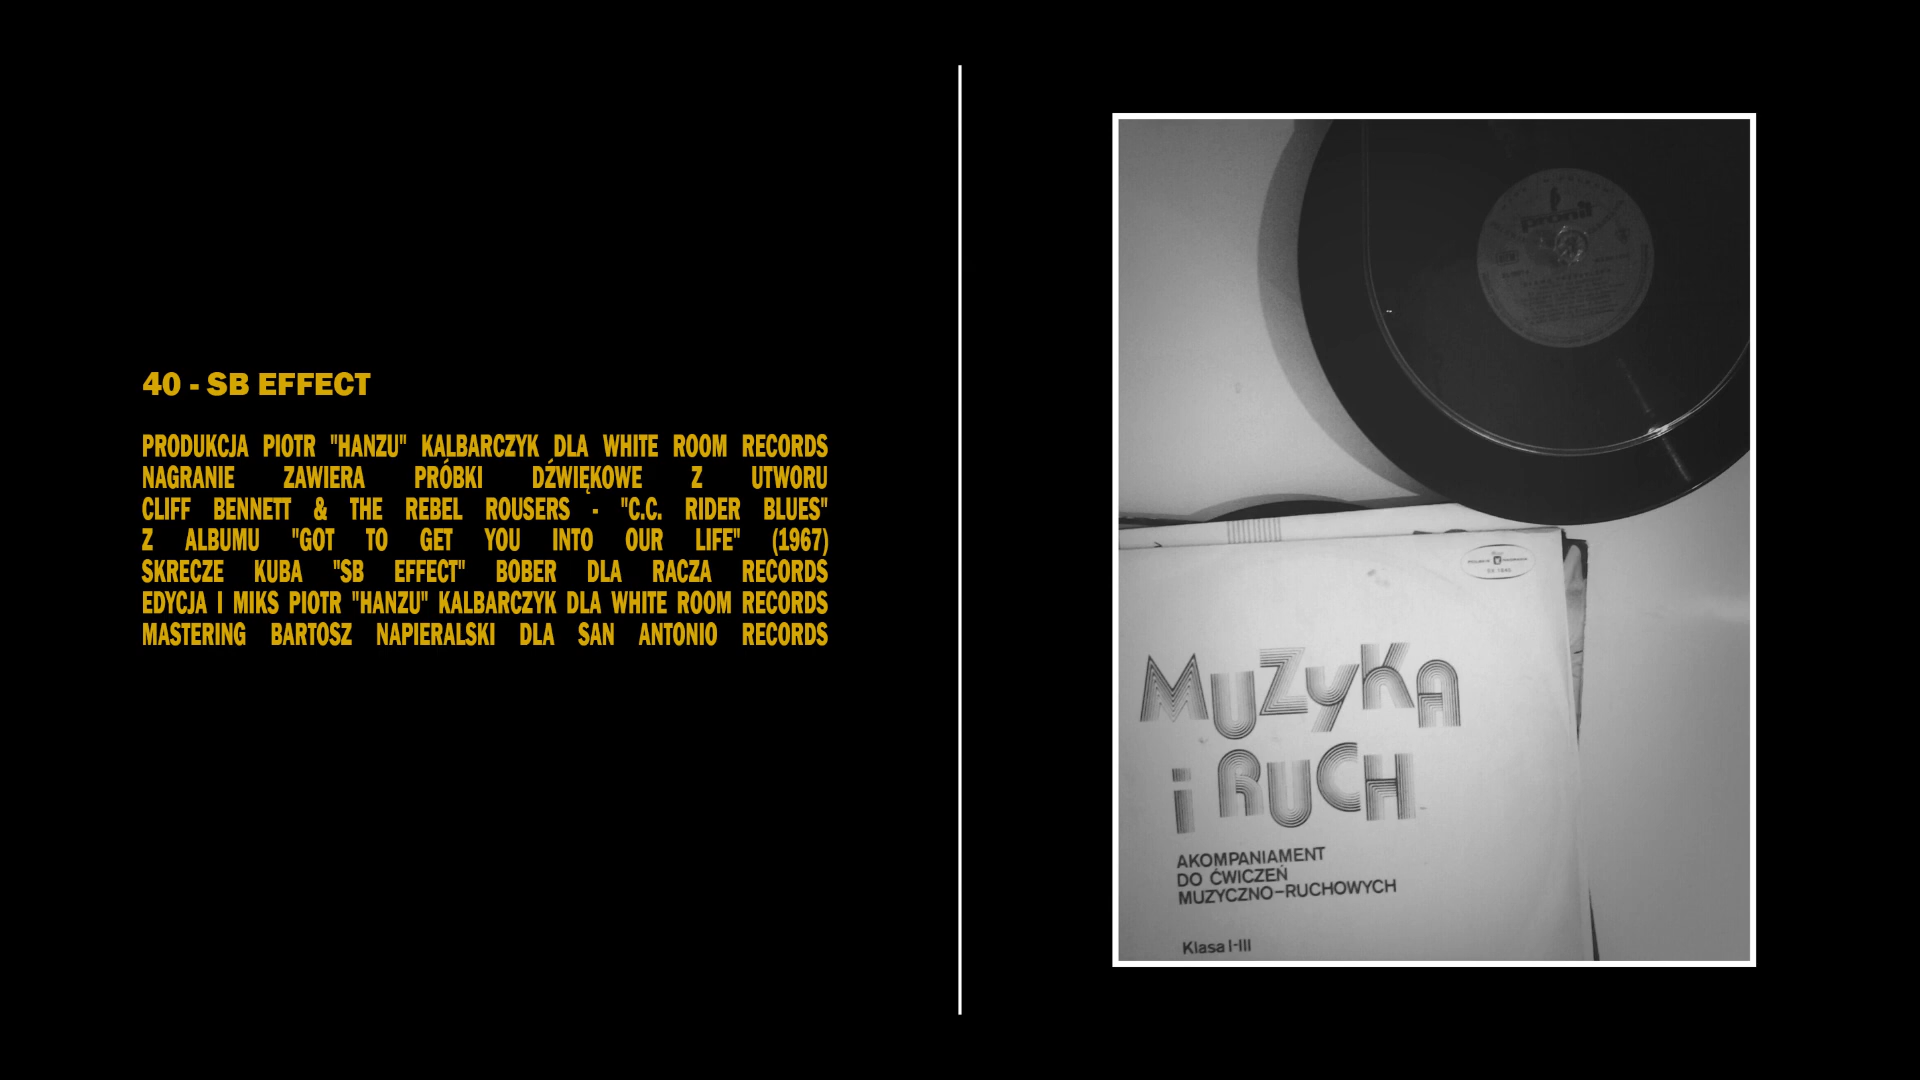 40 - SB EFFECT
PRODUKCJA PIOTR "HANZU" KALBARCZYK DLA WHITE ROOM RECORDS
NAGRANIE ZAWIERA PRÓBKI DŹWIĘKOWE Z UTWORU
CLIFF BENNETT & THE REBEL ROUSERS - "C.C. RIDER BLUES"
Z ALBUMU "GOT TO GET YOU INTO OUR LIFE" (1967)
SKRECZE KUBA "SB EFFECT" BOBER DLA RACZA RECORDS
EDYCJA I MIKS PIOTR "HANZU" KALBARCZYK DLA WHITE ROOM RECORDS
MASTERING BARTOSZ NAPIERALSKI DLA SAN ANTONIO RECORDS
pronit
MUZYKA
i RUCH
AKOMPANIAMENT
DO ĆWICZEŃ
MUZYCZNO-RUCHOWYCH
Klasa I-III